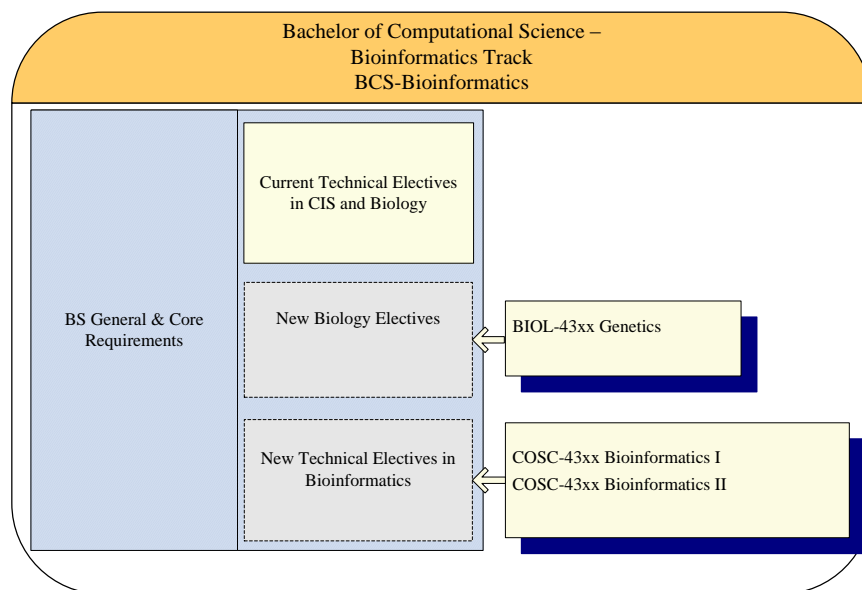 Bachelor of Computational Science –
Bioinformatics Track
BCS-Bioinformatics
BS General & Core
Requirements
Current Technical Electives
in CIS and Biology
New Biology Electives
BIOL-43xx Genetics
New Technical Electives in
Bioinformatics
COSC-43xx Bioinformatics I
COSC-43xx Bioinformatics II